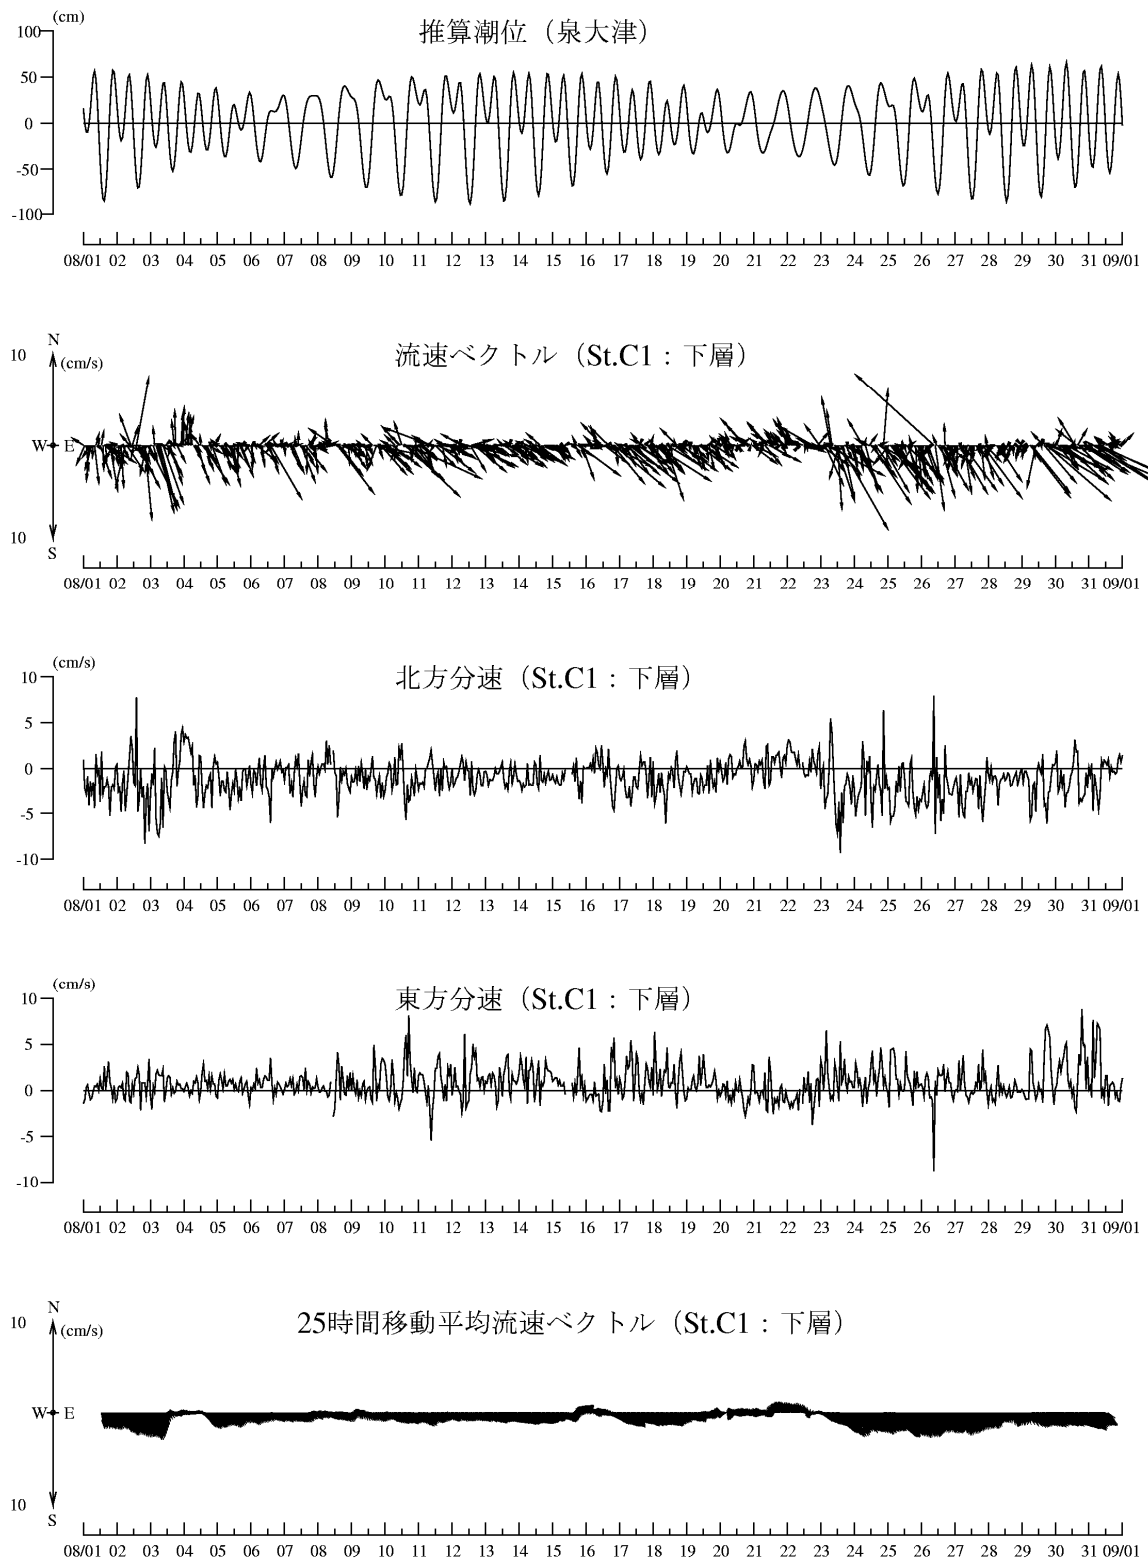 (cm)
推算潮位（泉大津）
100
50
0
-50
-100
08/01 02 03 04 05 06 07 08 09 10 11 12 13 14 15 16 17 18 19 20 21 22 23 24 25 26 27 28 29 30 31 09/01
N
10
(cm/s)
流速ベクトル（St.C1：下層）
W E
10
S
08/01 02 03 04 05 06 07 08 09 10 11 12 13 14 15 16 17 18 19 20 21 22 23 24 25 26 27 28 29 30 31 09/01
(cm/s)
北方分速（St.C1：下層）
10
5
0
-5
-10
08/01 02 03 04 05 06 07 08 09 10 11 12 13 14 15 16 17 18 19 20 21 22 23 24 25 26 27 28 29 30 31 09/01
(cm/s)
東方分速（St.C1：下層）
10
5
0
-5
-10
08/01 02 03 04 05 06 07 08 09 10 11 12 13 14 15 16 17 18 19 20 21 22 23 24 25 26 27 28 29 30 31 09/01
N
10
(cm/s)
25時間移動平均流速ベクトル（St.C1：下層）
W E
10
S
08/01 02 03 04 05 06 07 08 09 10 11 12 13 14 15 16 17 18 19 20 21 22 23 24 25 26 27 28 29 30 31 09/01